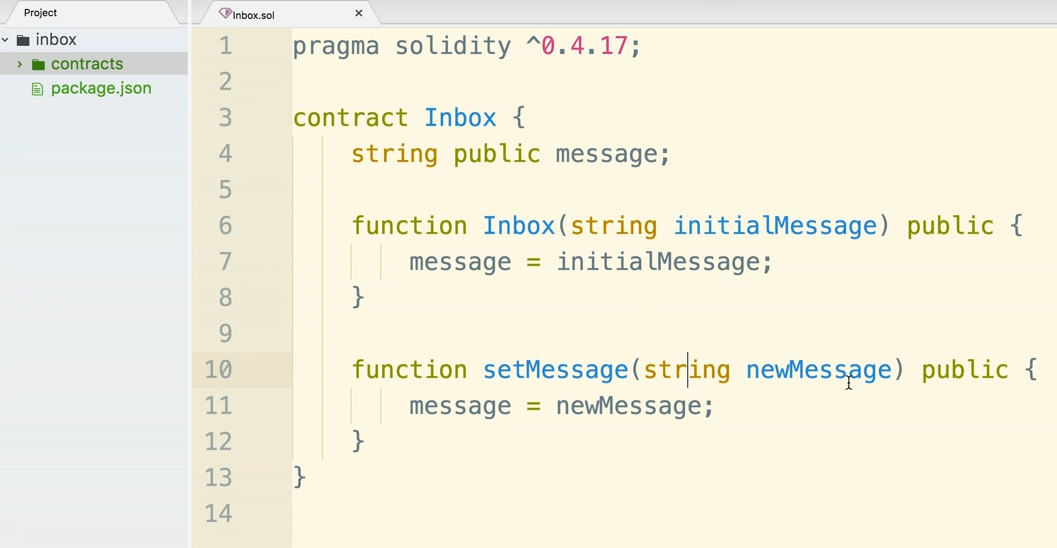 Project
Inbox.sol
inbox
contracts
package.json
1 pragma solidity ^0.4.17;
2
3 contract Inbox {
4 string public message;
5
6 function Inbox(string initialMessage) public {
7 message = initialMessage;
8 }
9
10 function setMessage(string newMessage) public {
11 message = newMessage;
12 }
13 }
14